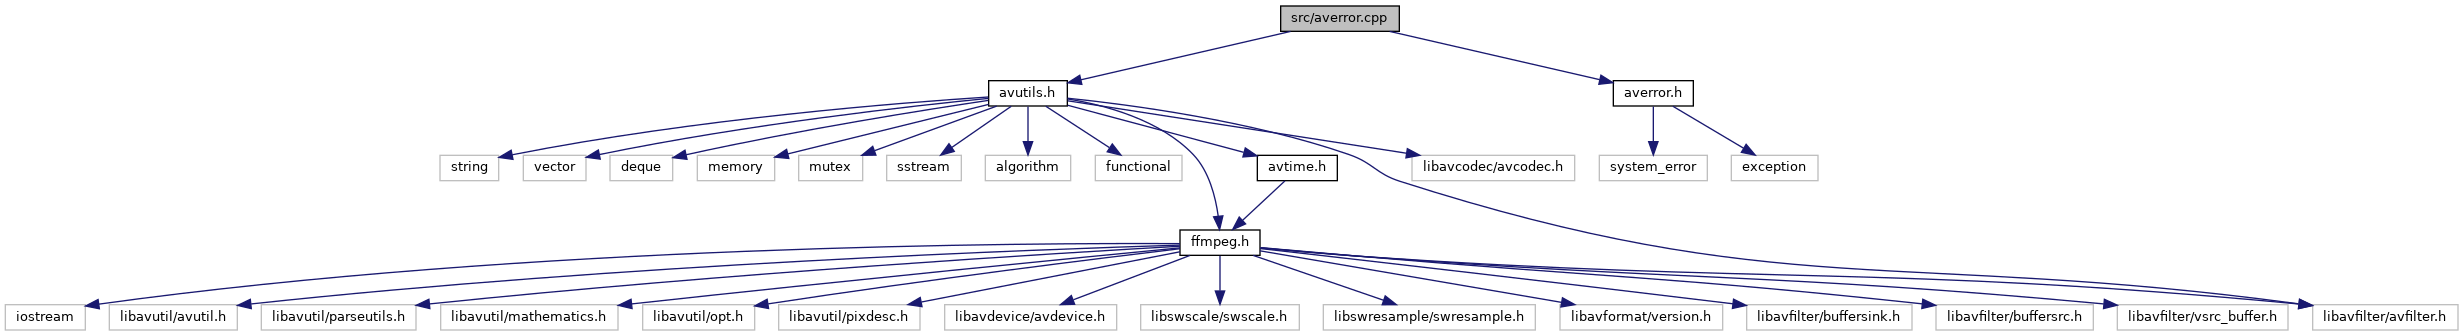 src/averror.cpp
avutils.h
averror.h
string
vector
deque
memory
mutex
sstream
algorithm
functional
avtime.h
libavcodec/avcodec.h
system_error
exception
ffmpeg.h
iostream
libavutil/avutil.h
libavutil/parseutils.h
libavutil/mathematics.h
libavutil/opt.h
libavutil/pixdesc.h
libavdevice/avdevice.h
libswscale/swscale.h
libswresample/swresample.h
libavformat/version.h
libavfilter/buffersink.h
libavfilter/buffersrc.h
libavfilter/vsrc_buffer.h
libavfilter/avfilter.h